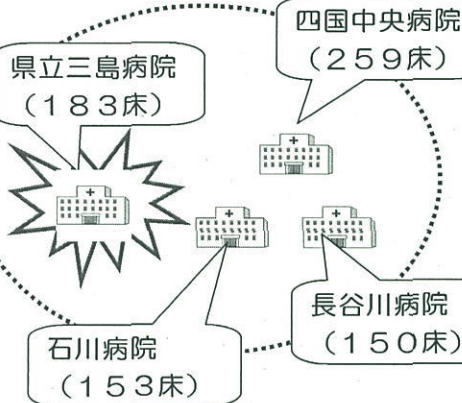 四国中央病院
（２５９床）
県立三島病院
（１８３床）
長谷川病院
（１５０床）
石川病院
（１５３床）